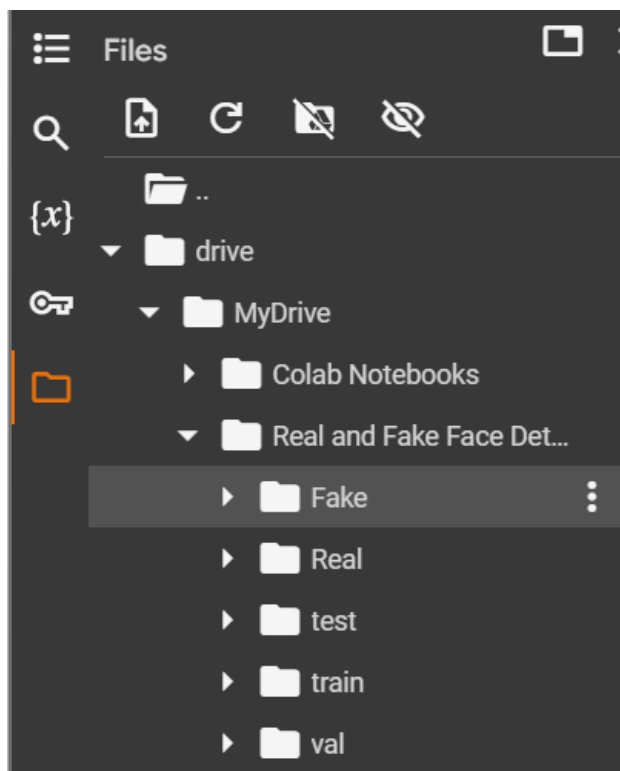 Files
{x}
..
drive
MyDrive
Colab Notebooks
Real and Fake Face Det...
Fake
Real
test
train
val